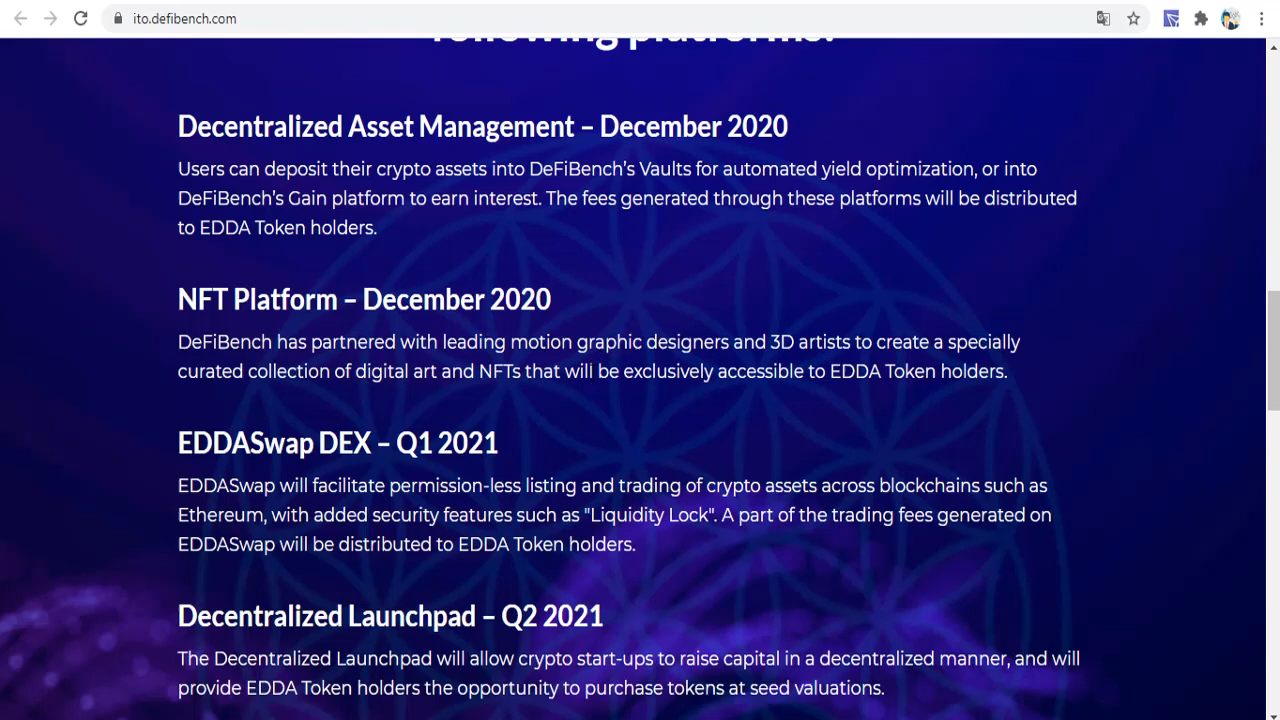 ito.defibench.com
following platforms:
Decentralized Asset Management – December 2020
Users can deposit their crypto assets into DeFiBench’s Vaults for automated yield optimization, or into
DeFiBench’s Gain platform to earn interest. The fees generated through these platforms will be distributed
to EDDA Token holders.
NFT Platform – December 2020
DeFiBench has partnered with leading motion graphic designers and 3D artists to create a specially
curated collection of digital art and NFTs that will be exclusively accessible to EDDA Token holders.
EDDASwap DEX – Q1 2021
EDDASwap will facilitate permission-less listing and trading of crypto assets across blockchains such as
Ethereum, with added security features such as "Liquidity Lock". A part of the trading fees generated on
EDDASwap will be distributed to EDDA Token holders.
Decentralized Launchpad – Q2 2021
The Decentralized Launchpad will allow crypto start-ups to raise capital in a decentralized manner, and will
provide EDDA Token holders the opportunity to purchase tokens at seed valuations.